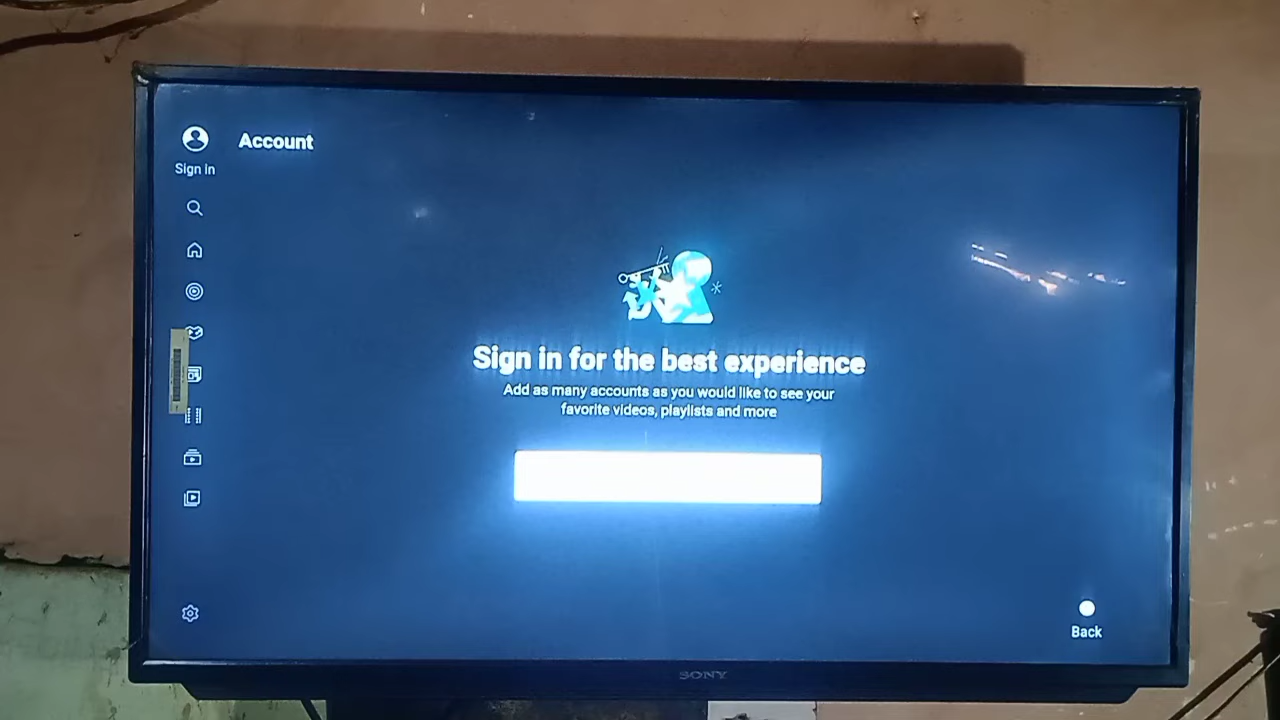 Account
Sign in
Sign in for the best experience
Add as many accounts as you would like to see your
favorite videos, playlists and more
Back
SONY